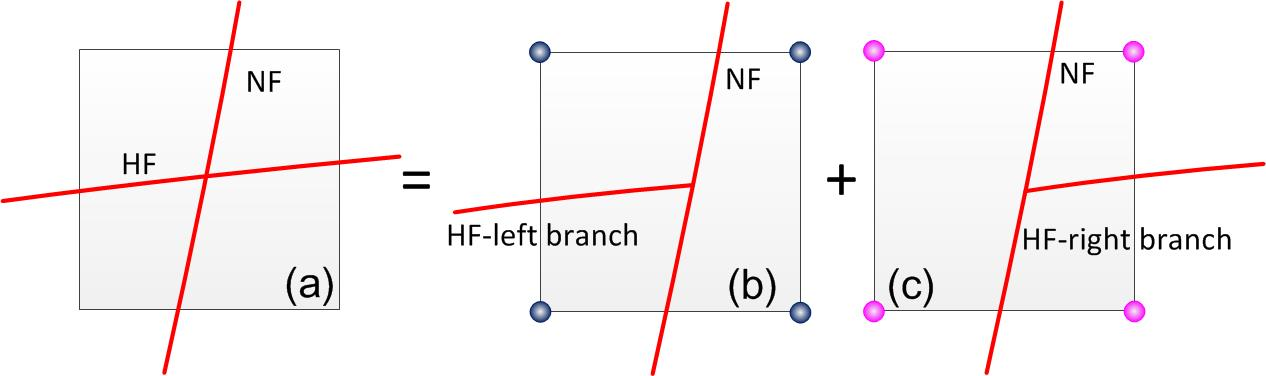 NF
HF
(a)
=
NF
HF-left branch
(b)
+
NF
HF-right branch
(c)